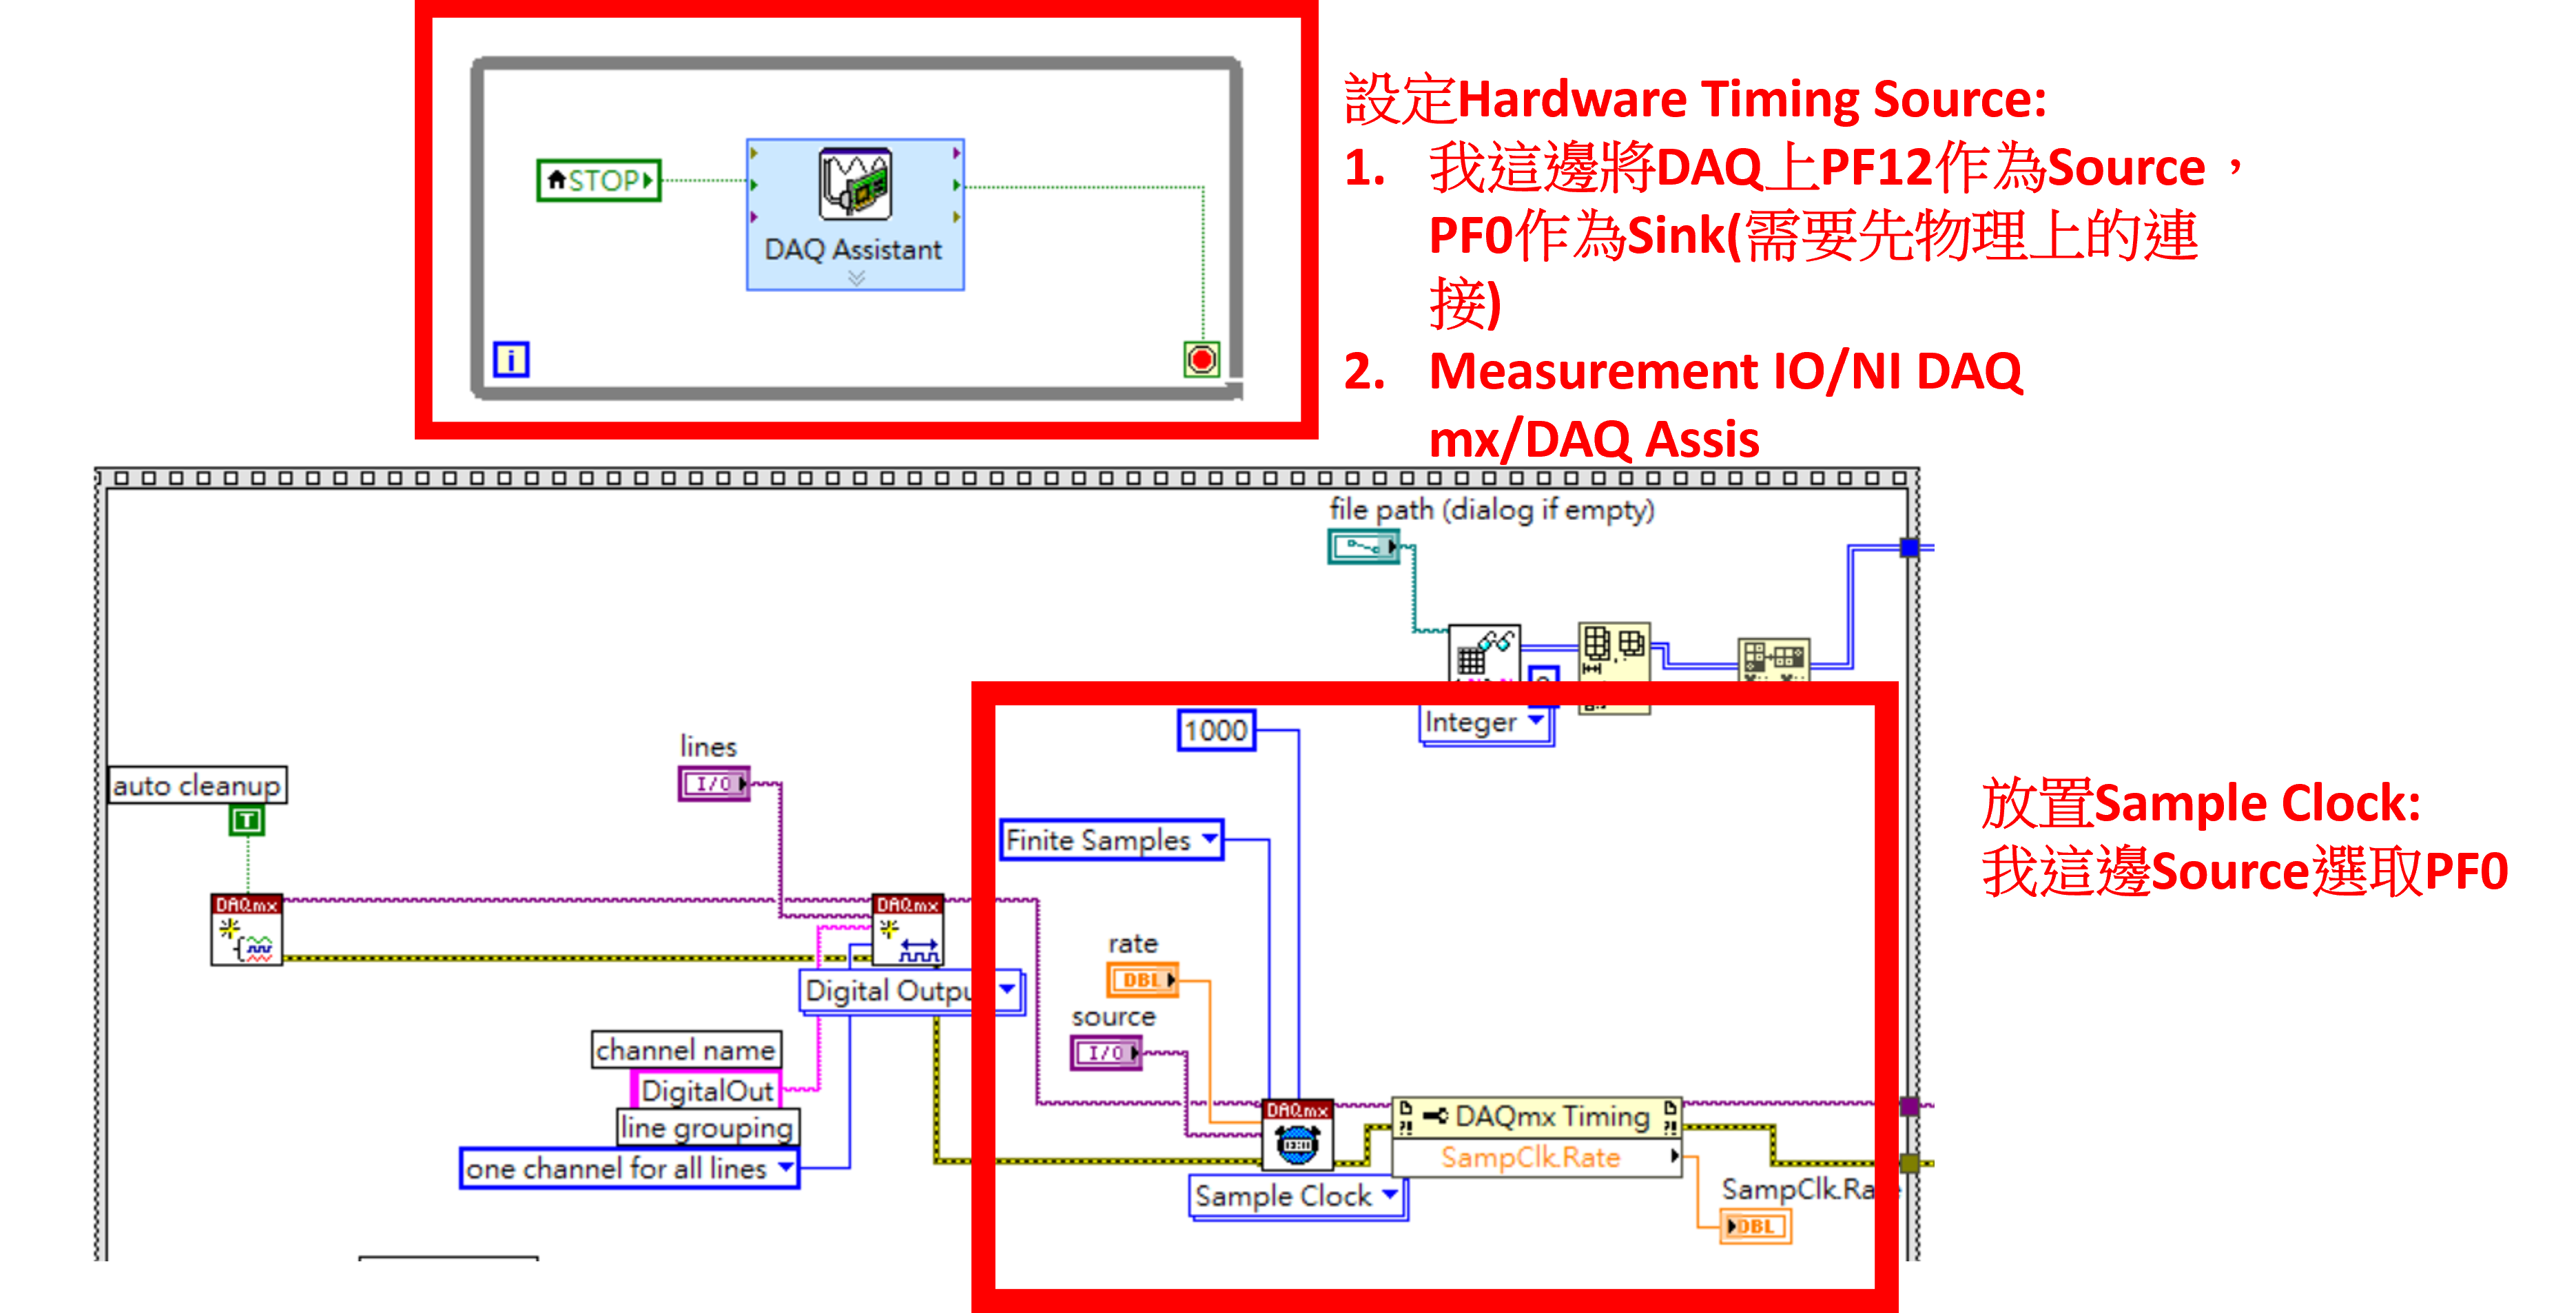 STOP
DAQ Assistant
i
設定Hardware Timing Source:
1. 我這邊將DAQ上PF12作為Source，
PF0作為Sink(需要先物理上的連
接)
2. Measurement IO/NI DAQ
mx/DAQ Assis
file path (dialog if empty)
Integer
1000
lines
I/O
auto cleanup
T
Finite Samples
DAQmx
DAQmx
rate
DBL
Digital Outpu
source
I/O
channel name
DigitalOut
line grouping
one channel for all lines
DAQmx
DAQmx Timing
SampClk.Rate
Sample Clock
SampClk.Ra
DBL
放置Sample Clock:
我這邊Source選取PF0